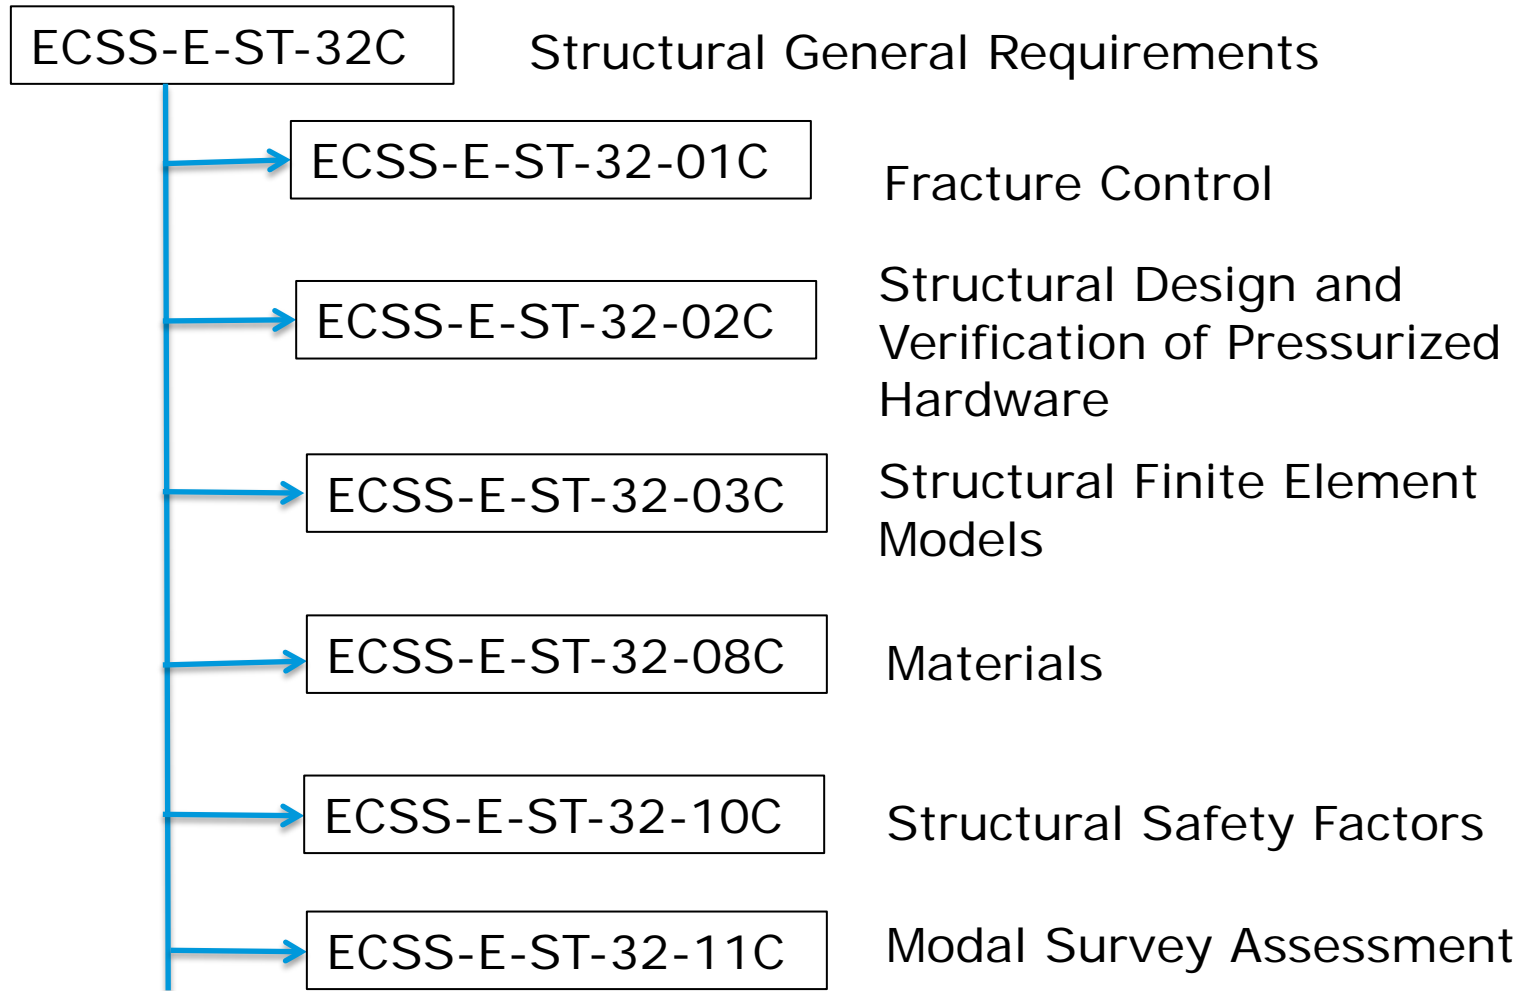 ECSS-E-ST-32C
Structural General Requirements
ECSS-E-ST-32-01C
Fracture Control
ECSS-E-ST-32-02C
Structural Design and
Verification of Pressurized
Hardware
ECSS-E-ST-32-03C
Structural Finite Element
Models
ECSS-E-ST-32-08C
Materials
ECSS-E-ST-32-10C
Structural Safety Factors
ECSS-E-ST-32-11C
Modal Survey Assessment